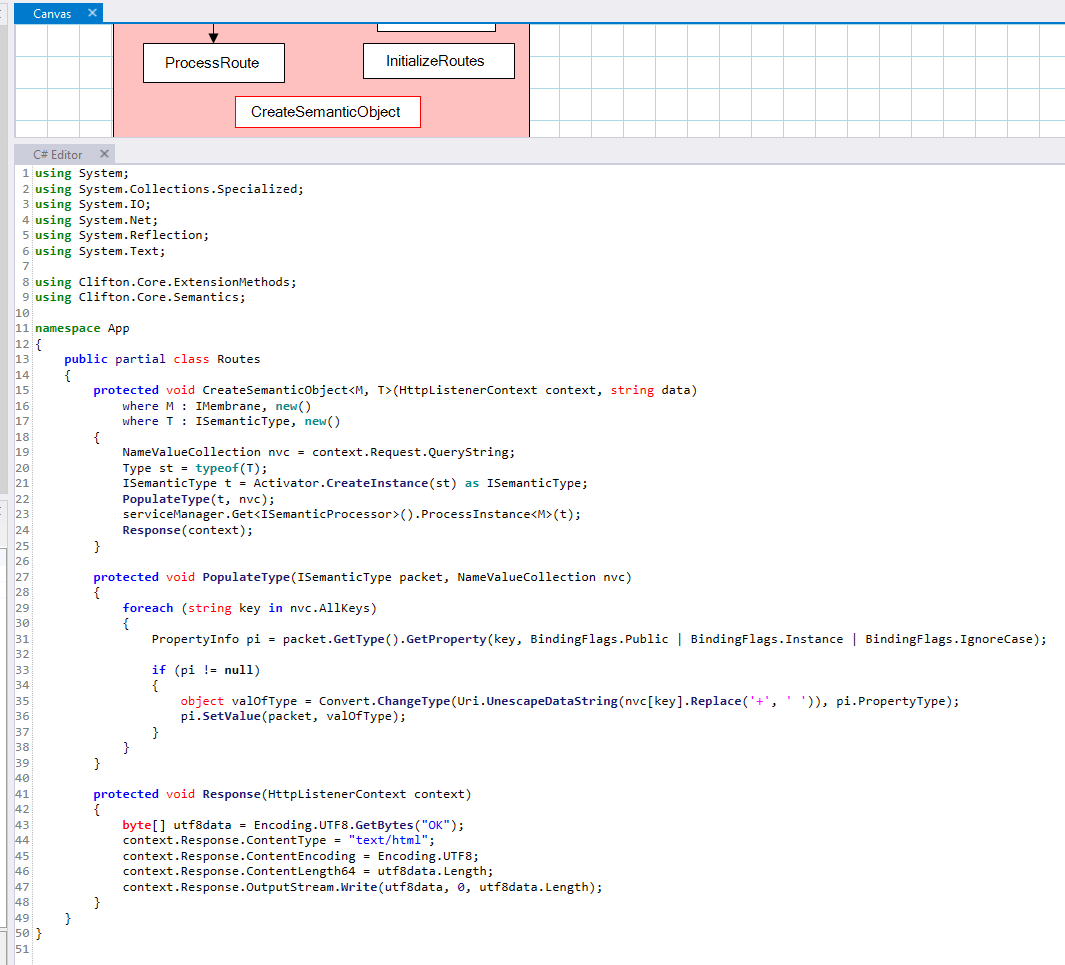 Canvas
ProcessRoute
InitializeRoutes
CreateSemanticObject
C# Editor
1 using System;
2 using System.Collections.Specialized;
3 using System.IO;
4 using System.Net;
5 using System.Reflection;
6 using System.Text;
7
8 using Clifton.Core.ExtensionMethods;
9 using Clifton.Core.Semantics;
10
11 namespace App
12 {
13     public partial class Routes
14     {
15         protected void CreateSemanticObject<M, T>(HttpListenerContext context, string data)
16             where M : IMembrane, new()
17             where T : ISemanticType, new()
18         {
19             NameValueCollection nvc = context.Request.QueryString;
20             Type st = typeof(T);
21             ISemanticType t = Activator.CreateInstance(st) as ISemanticType;
22             PopulateType(t, nvc);
23             serviceManager.Get<ISemanticProcessor>().ProcessInstance<M>(t);
24             Response(context);
25         }
26
27         protected void PopulateType(ISemanticType packet, NameValueCollection nvc)
28         {
29             foreach (string key in nvc.AllKeys)
30             {
31                 PropertyInfo pi = packet.GetType().GetProperty(key, BindingFlags.Public | BindingFlags.Instance | BindingFlags.IgnoreCase);
32
33                 if (pi != null)
34                 {
35                     object valOfType = Convert.ChangeType(Uri.UnescapeDataString(nvc[key].Replace('+', ' ')), pi.PropertyType);
36                     pi.SetValue(packet, valOfType);
37                 }
38             }
39         }
40
41         protected void Response(HttpListenerContext context)
42         {
43             byte[] utf8data = Encoding.UTF8.GetBytes("OK");
44             context.Response.ContentType = "text/html";
45             context.Response.ContentEncoding = Encoding.UTF8;
46             context.Response.ContentLength64 = utf8data.Length;
47             context.Response.OutputStream.Write(utf8data, 0, utf8data.Length);
48         }
49     }
50 }
51